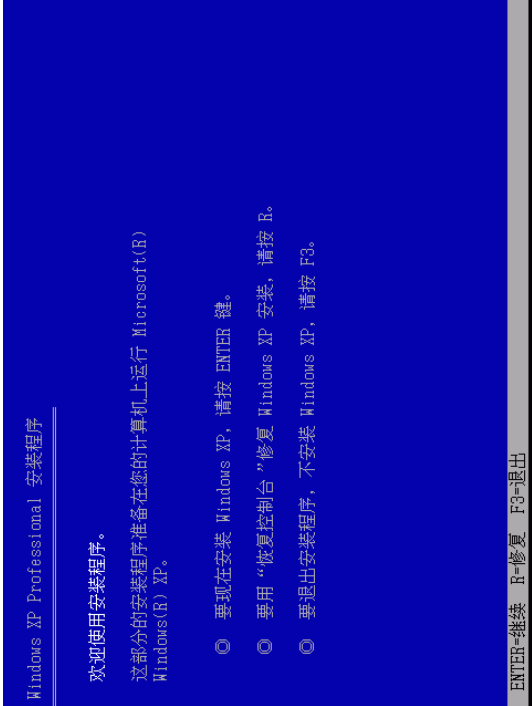 Windows XP Professional 安装程序
欢迎使用安装程序。
这部分的安装程序准备在您的计算机上运行 Microsoft(R)
Windows(R) XP。
◎ 要现在安装 Windows XP，请按 ENTER 键。
◎ 要用“恢复控制台”修复 Windows XP 安装，请按 R。
◎ 要退出安装程序，不安装 Windows XP，请按 F3。
ENTER=继续 R=修复 F3=退出